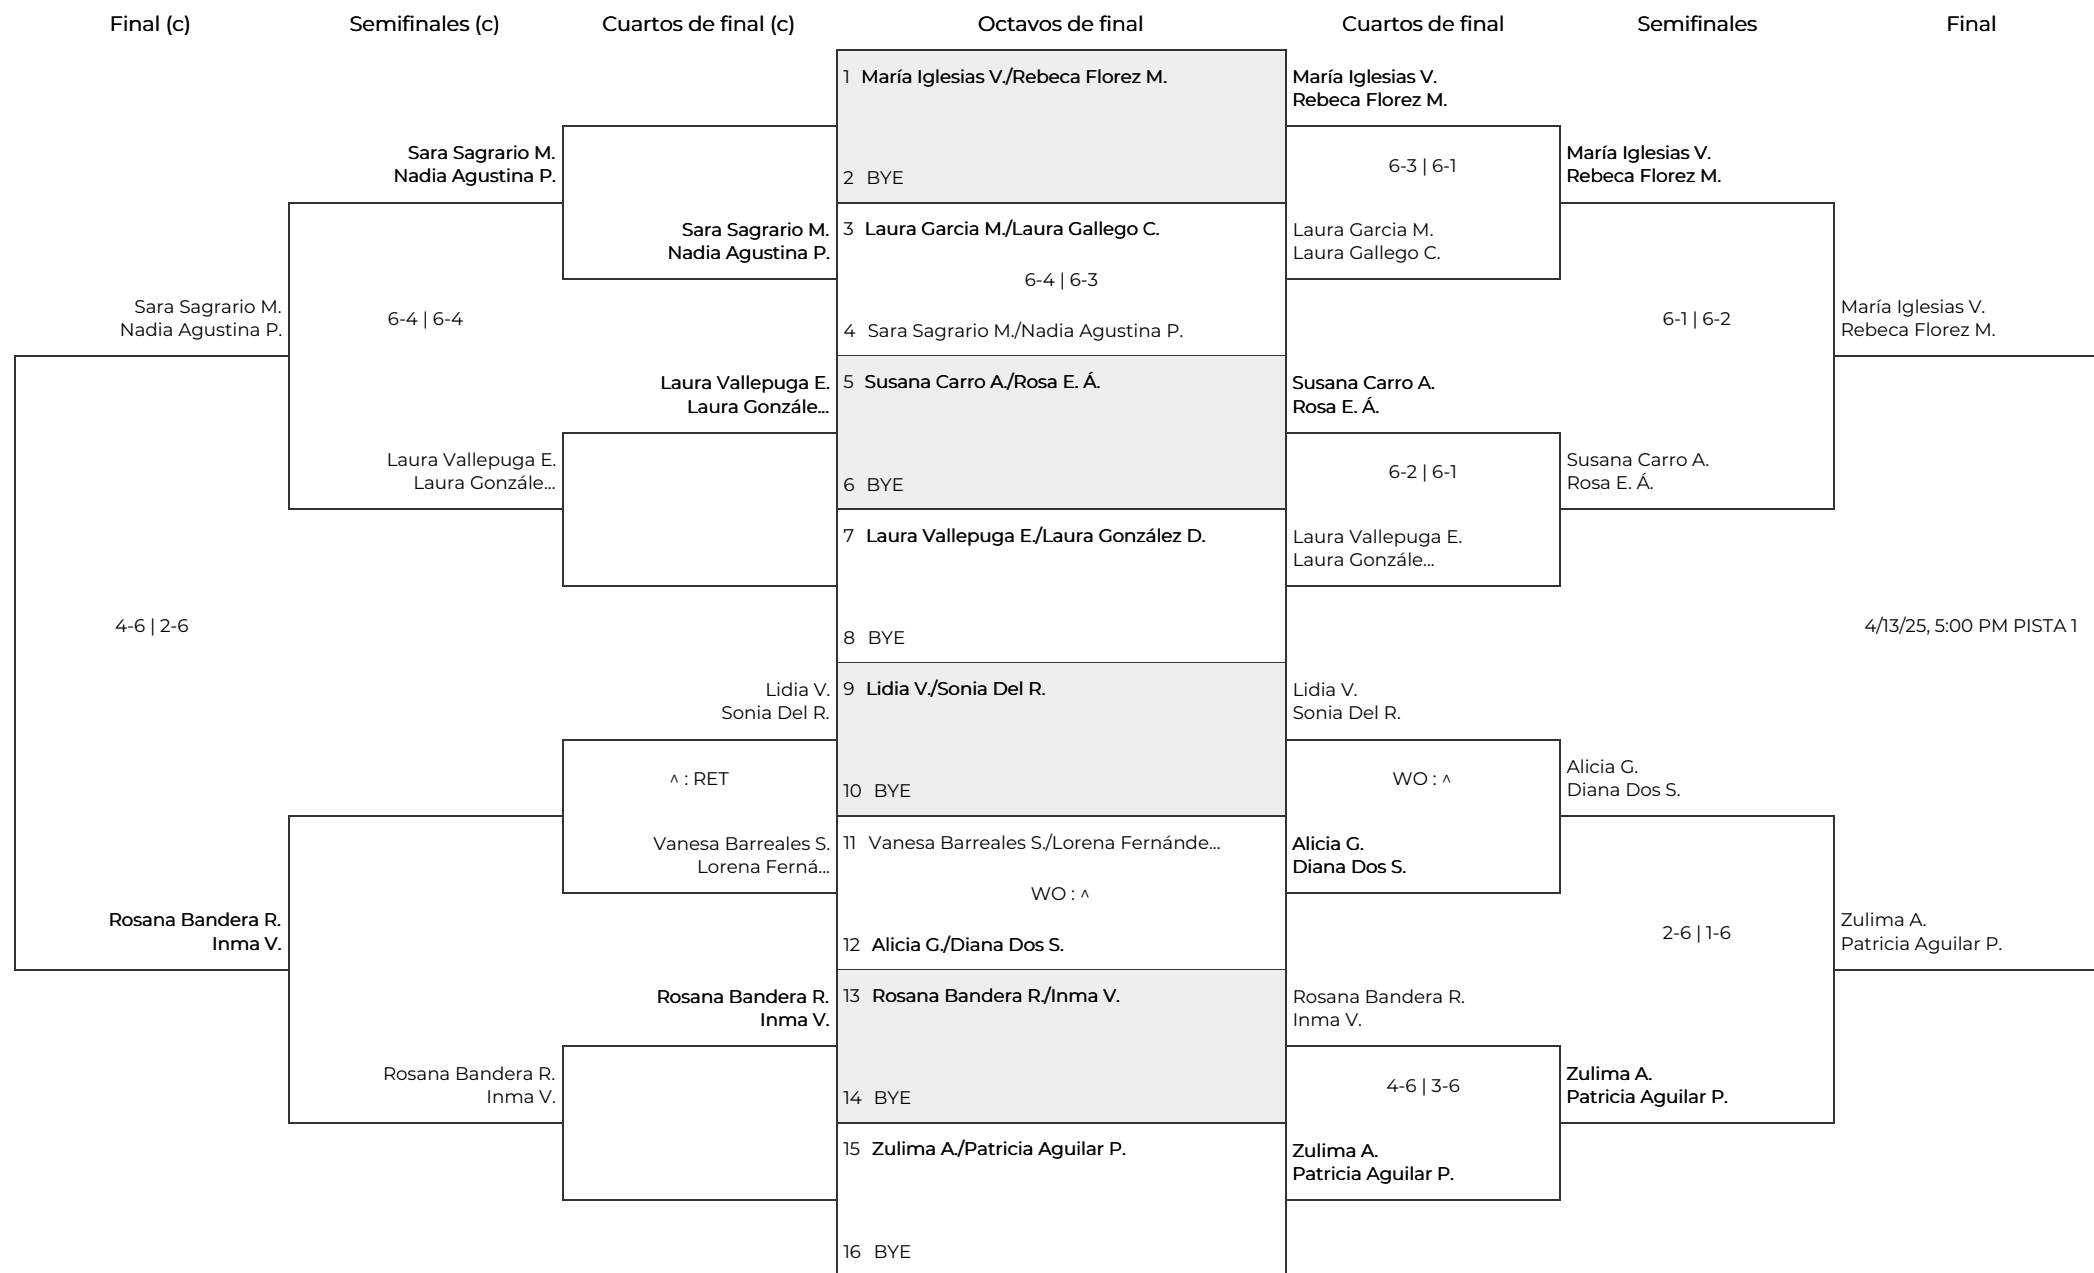 Final (c)
Semifinales (c)
Cuartos de final (c)
Octavos de final
Cuartos de final
Semifinales
Final
Sara Sagrario M.
Nadia Agustina P.
4-6 | 2-6
Rosana Bandera R.
Inma V.
Sara Sagrario M.
Nadia Agustina P.
6-4 | 6-4
Laura Vallepuga E.
Laura Gonzále...
Rosana Bandera R.
Inma V.
Sara Sagrario M.
Nadia Agustina P.
Laura Vallepuga E.
Laura Gonzále...
Lidia V.
Sonia Del R.
^ : RET
Vanesa Barreales S.
Lorena Ferná...
Rosana Bandera R.
Inma V.
1 María Iglesias V./Rebeca Florez M.
2 BYE
3 Laura Garcia M./Laura Gallego C.
6-4 | 6-3
4 Sara Sagrario M./Nadia Agustina P.
5 Susana Carro A./Rosa E. Á.
6 BYE
7 Laura Vallepuga E./Laura González D.
8 BYE
9 Lidia V./Sonia Del R.
10 BYE
11 Vanesa Barreales S./Lorena Fernánde...
WO : ^
12 Alicia G./Diana Dos S.
13 Rosana Bandera R./Inma V.
14 BYE
15 Zulima A./Patricia Aguilar P.
16 BYE
María Iglesias V.
Rebeca Florez M.
6-3 | 6-1
Laura Garcia M.
Laura Gallego C.
Susana Carro A.
Rosa E. Á.
6-2 | 6-1
Laura Vallepuga E.
Laura Gonzále...
Lidia V.
Sonia Del R.
WO : ^
Alicia G.
Diana Dos S.
Rosana Bandera R.
Inma V.
4-6 | 3-6
Zulima A.
Patricia Aguilar P.
María Iglesias V.
Rebeca Florez M.
6-1 | 6-2
Susana Carro A.
Rosa E. Á.
Alicia G.
Diana Dos S.
2-6 | 1-6
Zulima A.
Patricia Aguilar P.
María Iglesias V.
Rebeca Florez M.
4/13/25, 5:00 PM PISTA 1
Zulima A.
Patricia Aguilar P.